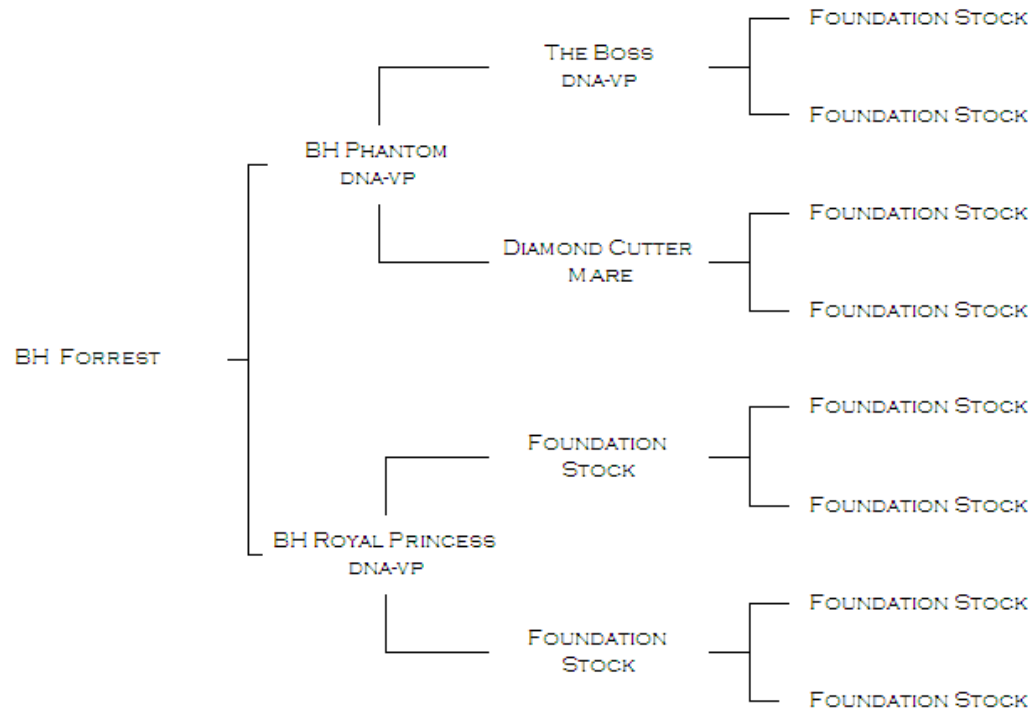 Foundation Stock
The Boss
DNA-VP
Foundation Stock
BH Phantom
DNA-VP
Foundation Stock
Diamond Cutter
Mare
Foundation Stock
BH Forrest
Foundation Stock
Foundation
Stock
Foundation Stock
BH Royal Princess
DNA-VP
Foundation Stock
Foundation
Stock
Foundation Stock